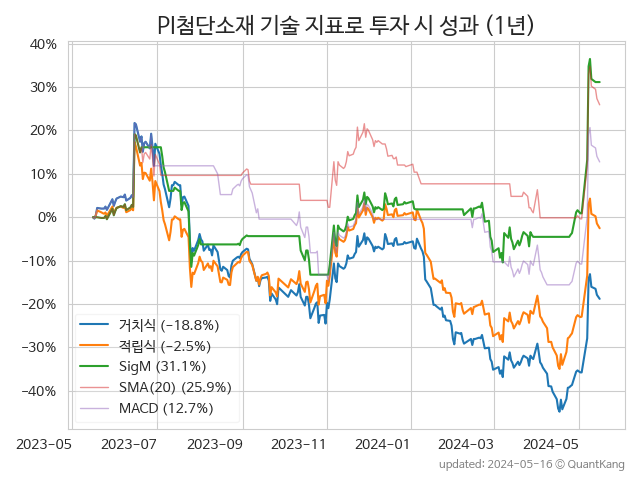 PI첨단소재 기술 지표로 투자 시 성과 (1년)
40%
30%
20%
10%
0%
−10%
−20%
−30%
−40%
거치식 (−18.8%)
적립식 (−2.5%)
SigM (31.1%)
SMA(20) (25.9%)
MACD (12.7%)
2023-05 2023-07 2023-09 2023-11 2024-01 2024-03 2024-05
updated: 2024-05-16 ⓒ QuantKang